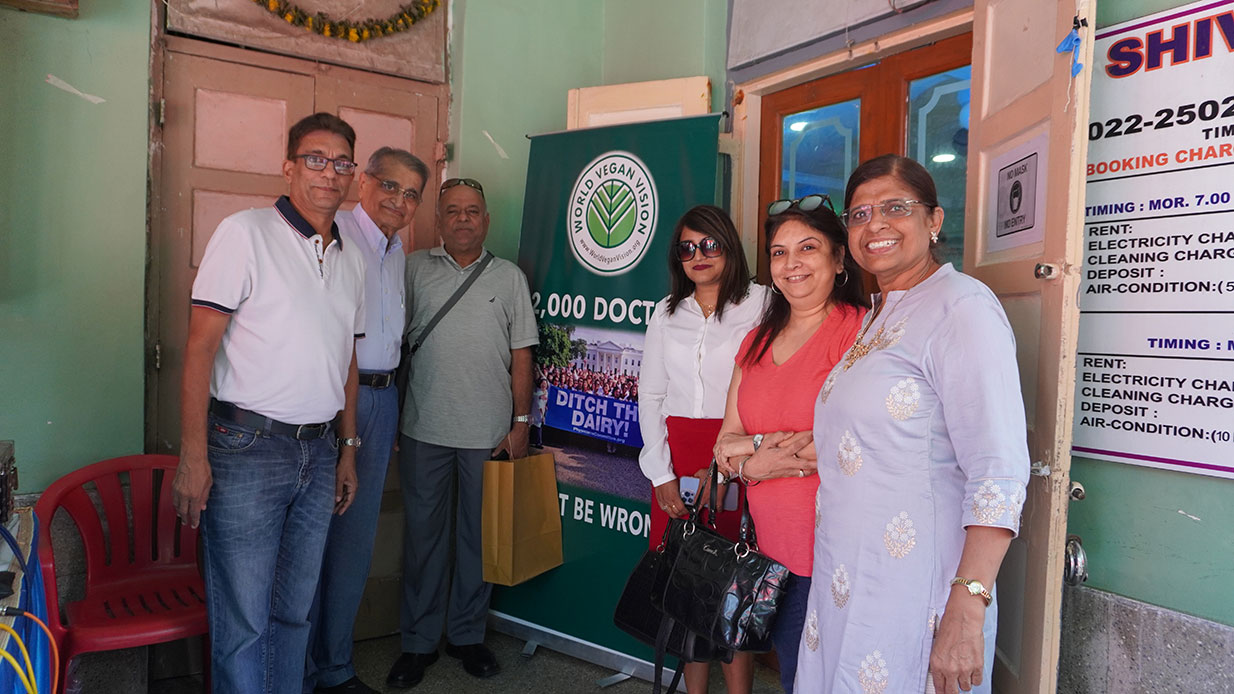 WORLD VEGAN VISION
www.WorldVeganVision.org
2,000 DOCT
DITCH TH
DAIRY!
T BE WRON
NO MASK
NO ENTRY
SHIV
022-2502
TIM
BOOKING CHARG
TIMING : MOR. 7.00
RENT:
ELECTRICITY CHA
CLEANING CHARG
DEPOSIT :
AIR-CONDITION:(5
TIMING : M
RENT:
ELECTRICITY CHA
CLEANING CHARG
DEPOSIT :
AIR-CONDITION:(10